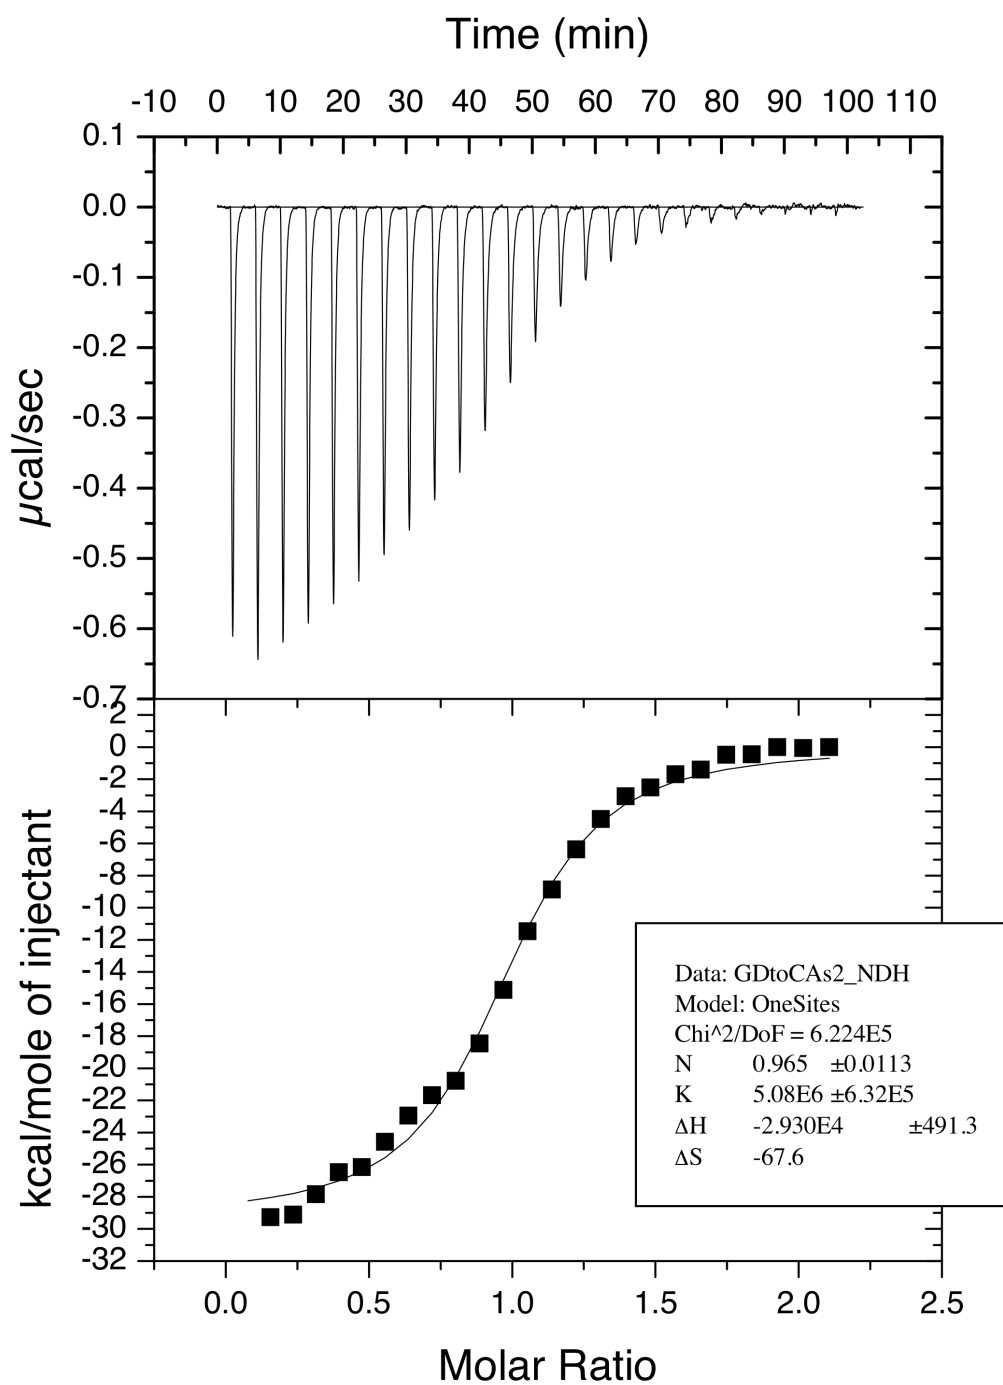 Time (min)
-10 0 10 20 30 40 50 60 70 80 90 100 110
0.1
0.0
-0.1
-0.2
-0.3
-0.4
-0.5
-0.6
-0.7
µcal/sec
2
0
-2
-4
-6
-8
-10
-12
-14
-16
-18
-20
-22
-24
-26
-28
-30
-32
kcal/mole of injectant
Data: GDtoCAs2_NDH
Model: OneSites
Chi^2/DoF = 6.224E5
N 0.965 ±0.0113
K 5.08E6 ±6.32E5
ΔH -2.930E4 ±491.3
ΔS -67.6
0.0 0.5 1.0 1.5 2.0 2.5
Molar Ratio